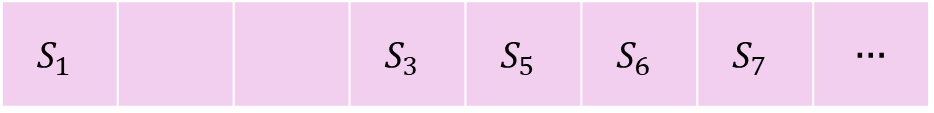 S₁ S₃ S₅ S₆ S₇ ⋯